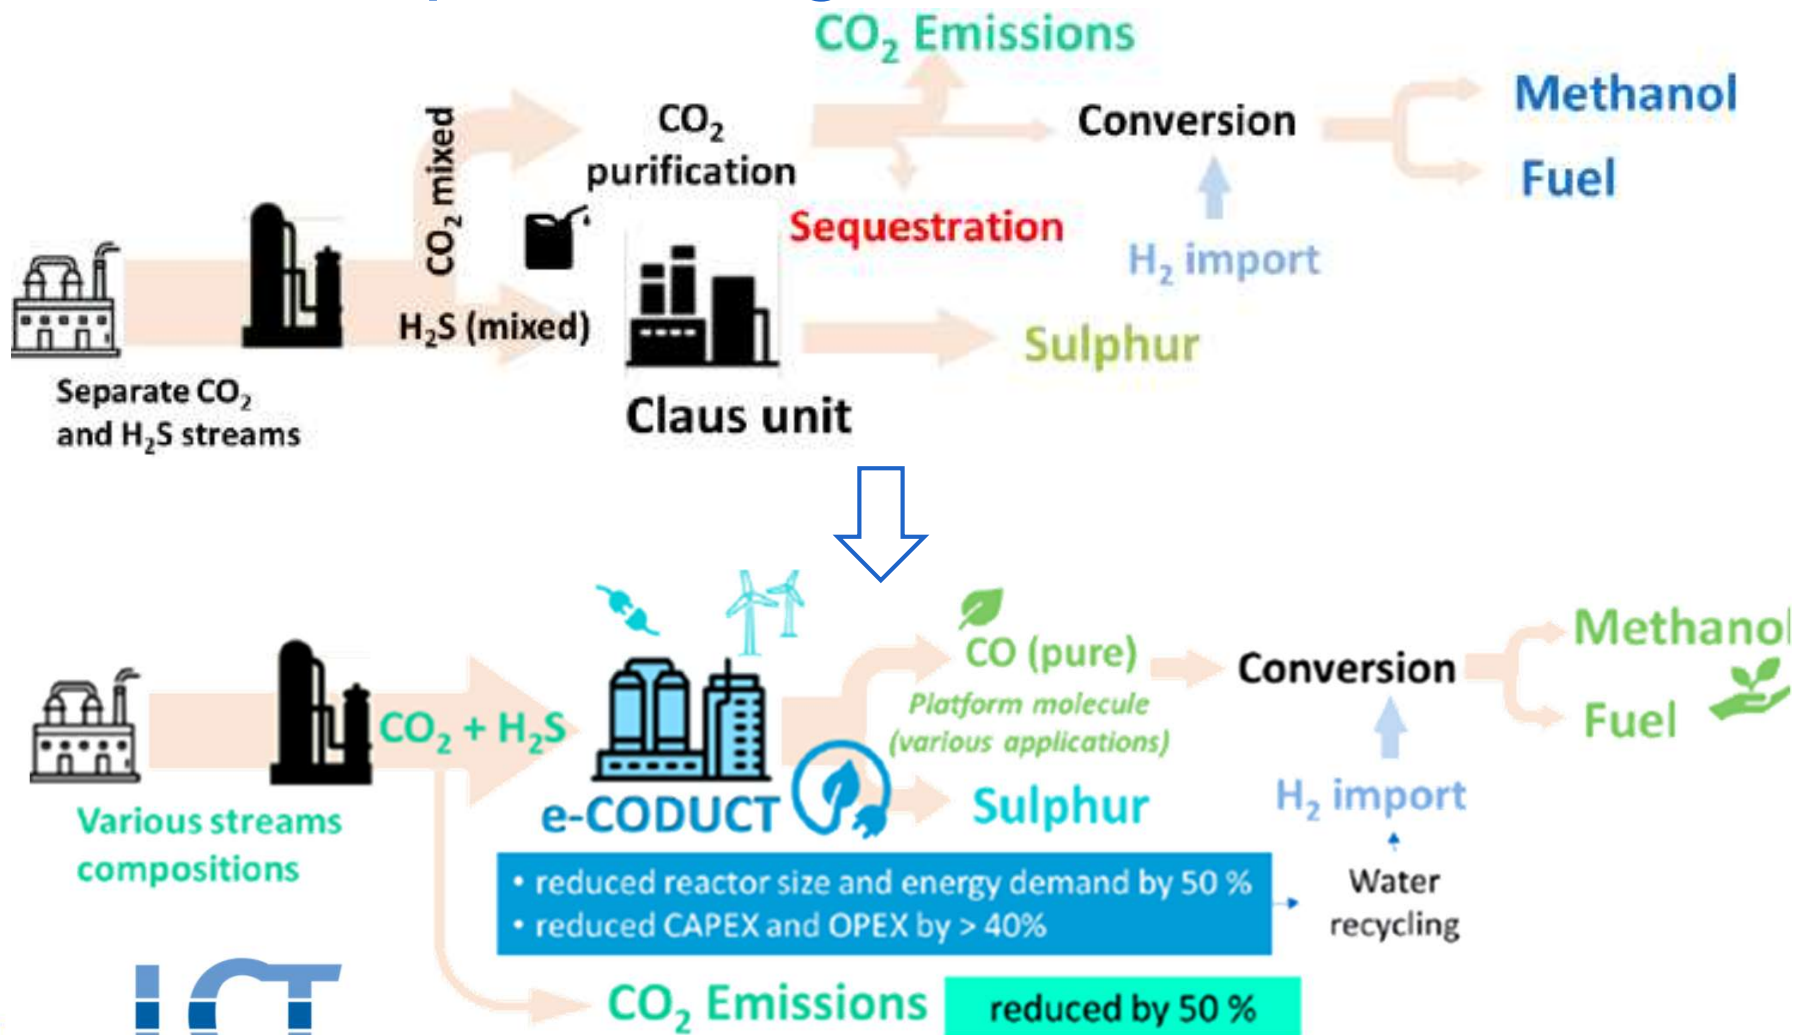 CO₂ Emissions
Methanol
CO₂
purification
Conversion
CO₂ mixed
Fuel
Sequestration
H₂ import
H₂S (mixed)
Sulphur
Separate CO₂
and H₂S streams
Claus unit
CO (pure)
Conversion
Methanol
Platform molecule
(various applications)
Fuel
CO₂ + H₂S
e-CODUCT
Sulphur
H₂ import
Various streams
compositions
• reduced reactor size and energy demand by 50 %
• reduced CAPEX and OPEX by > 40%
Water
recycling
CO₂ Emissions
reduced by 50 %
LCT